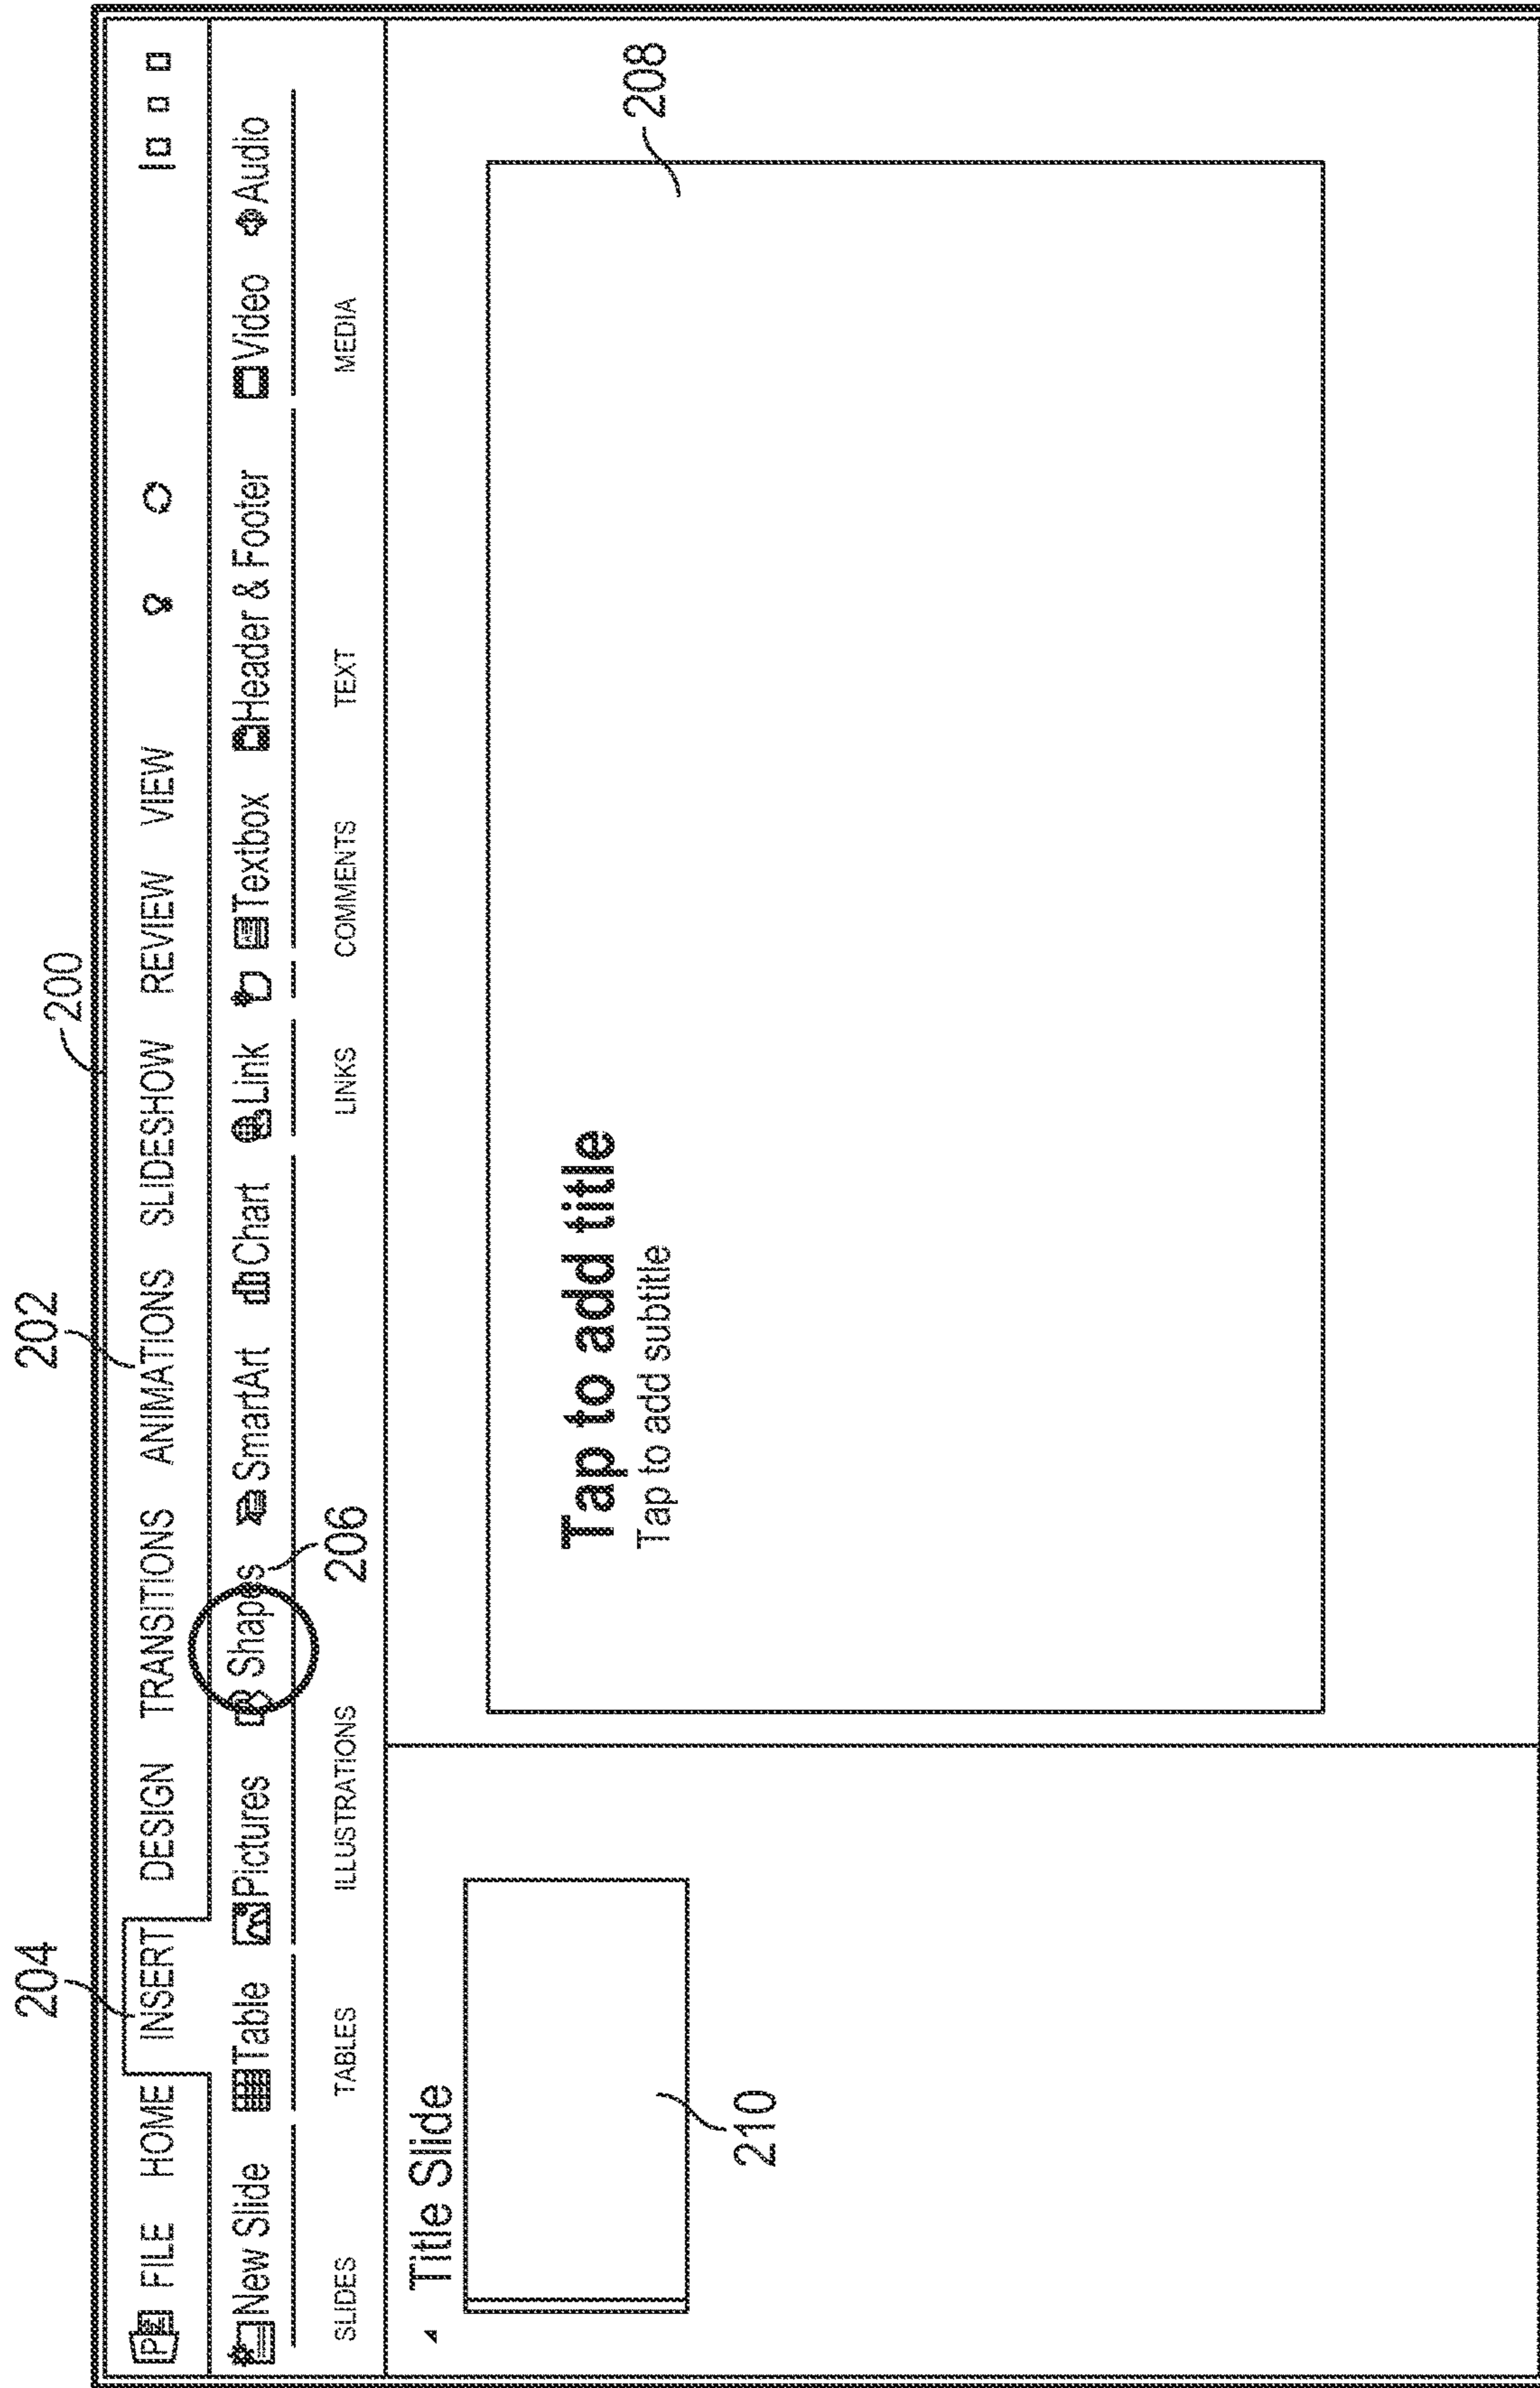 200
202
204
P FILE HOME INSERT DESIGN TRANSITIONS ANIMATIONS SLIDESHOW REVIEW VIEW
New Slide Table Pictures Shapes SmartArt Chart Link Textbox Header & Footer Video Audio
206
SLIDES TABLES ILLUSTRATIONS LINKS COMMENTS TEXT MEDIA
Title Slide
210
Tap to add title
Tap to add subtitle
208